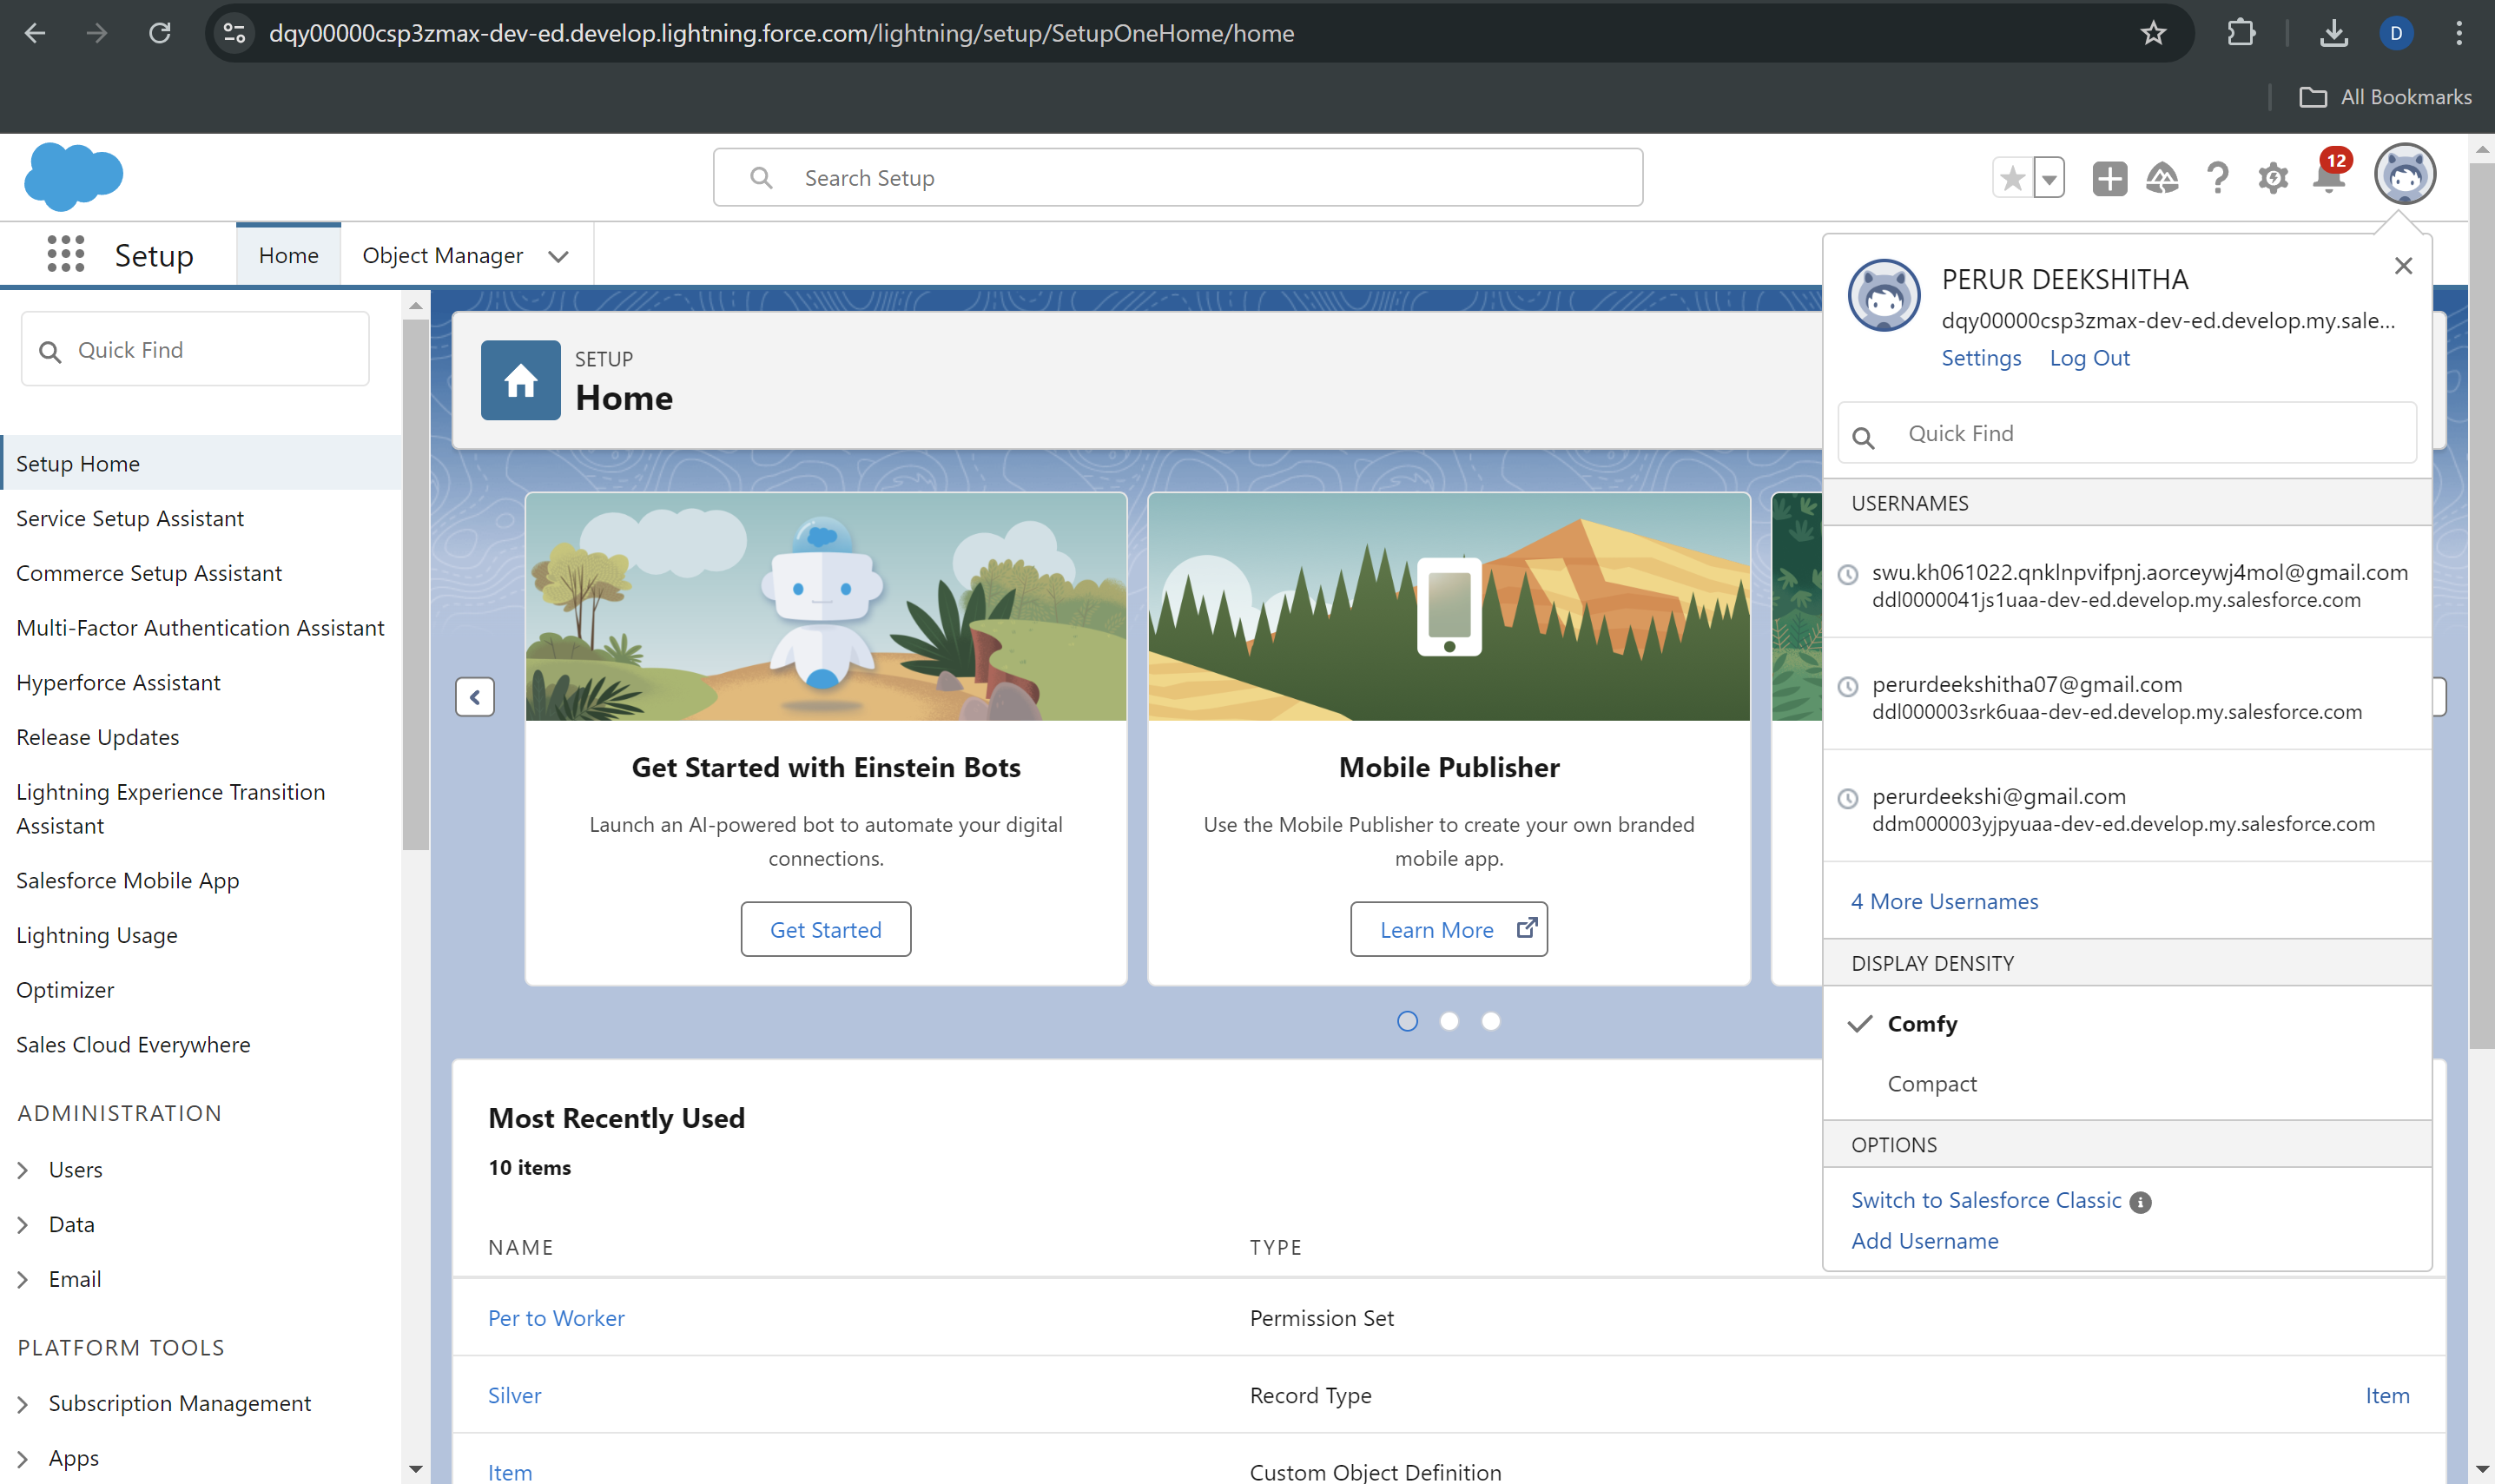 dqy00000csp3zmax-dev-ed.develop.lightning.force.com/lightning/setup/SetupOneHome/home
D
All Bookmarks
Search Setup
12
Setup
Home
Object Manager
Quick Find
Setup Home
Service Setup Assistant
Commerce Setup Assistant
Multi-Factor Authentication Assistant
Hyperforce Assistant
Release Updates
Lightning Experience Transition
Assistant
Salesforce Mobile App
Lightning Usage
Optimizer
Sales Cloud Everywhere
ADMINISTRATION
Users
Data
Email
PLATFORM TOOLS
Subscription Management
Apps
SETUP
Home
Get Started with Einstein Bots
Launch an AI-powered bot to automate your digital
connections.
Get Started
Mobile Publisher
Use the Mobile Publisher to create your own branded
mobile app.
Learn More
Most Recently Used
10 items
NAME TYPE
Per to Worker Permission Set
Silver Record Type Item
Item Custom Object Definition
PERUR DEEKSHITHA
dqy00000csp3zmax-dev-ed.develop.my.sale...
Settings Log Out
Quick Find
USERNAMES
swu.kh061022.qnklnpvifpnj.aorceywj4mol@gmail.com
ddl0000041js1uaa-dev-ed.develop.my.salesforce.com
perurdeekshitha07@gmail.com
ddl000003srk6uaa-dev-ed.develop.my.salesforce.com
perurdeekshi@gmail.com
ddm000003yjpyuaa-dev-ed.develop.my.salesforce.com
4 More Usernames
DISPLAY DENSITY
Comfy
Compact
OPTIONS
Switch to Salesforce Classic
Add Username